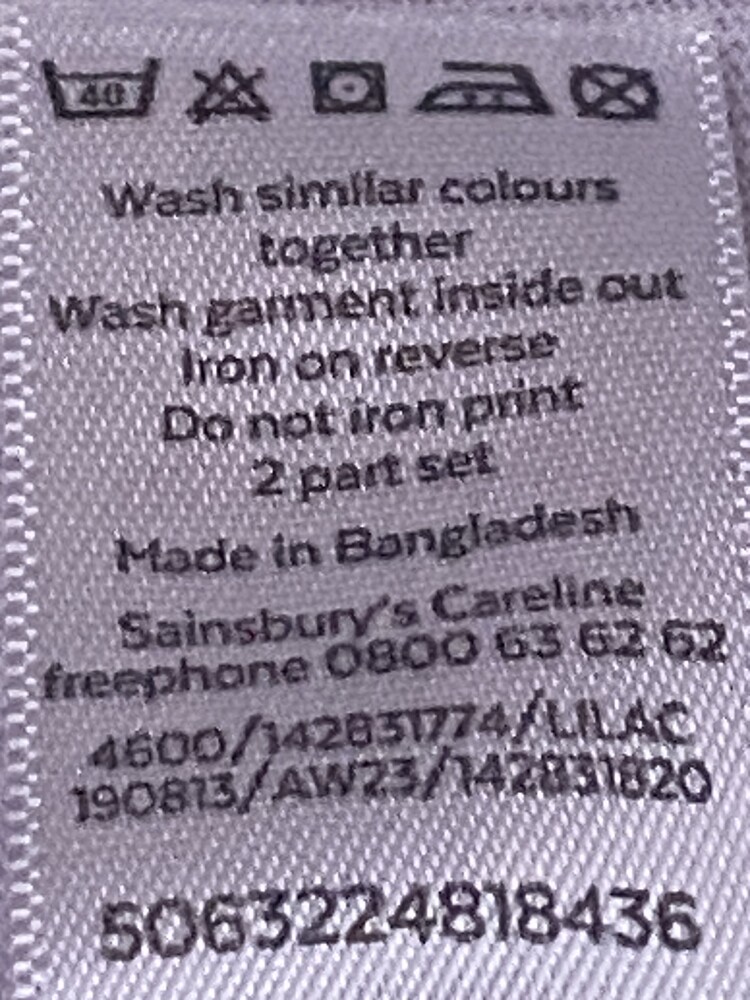 40
Wash similar colours
together
Wash garment inside out
Iron on reverse
Do not iron print
2 part set
Made in Bangladesh
Sainsbury's Careline
freephone 0800 63 62 62
4600/142831774/LILAC
190813/AW23/142831820
5063224818436